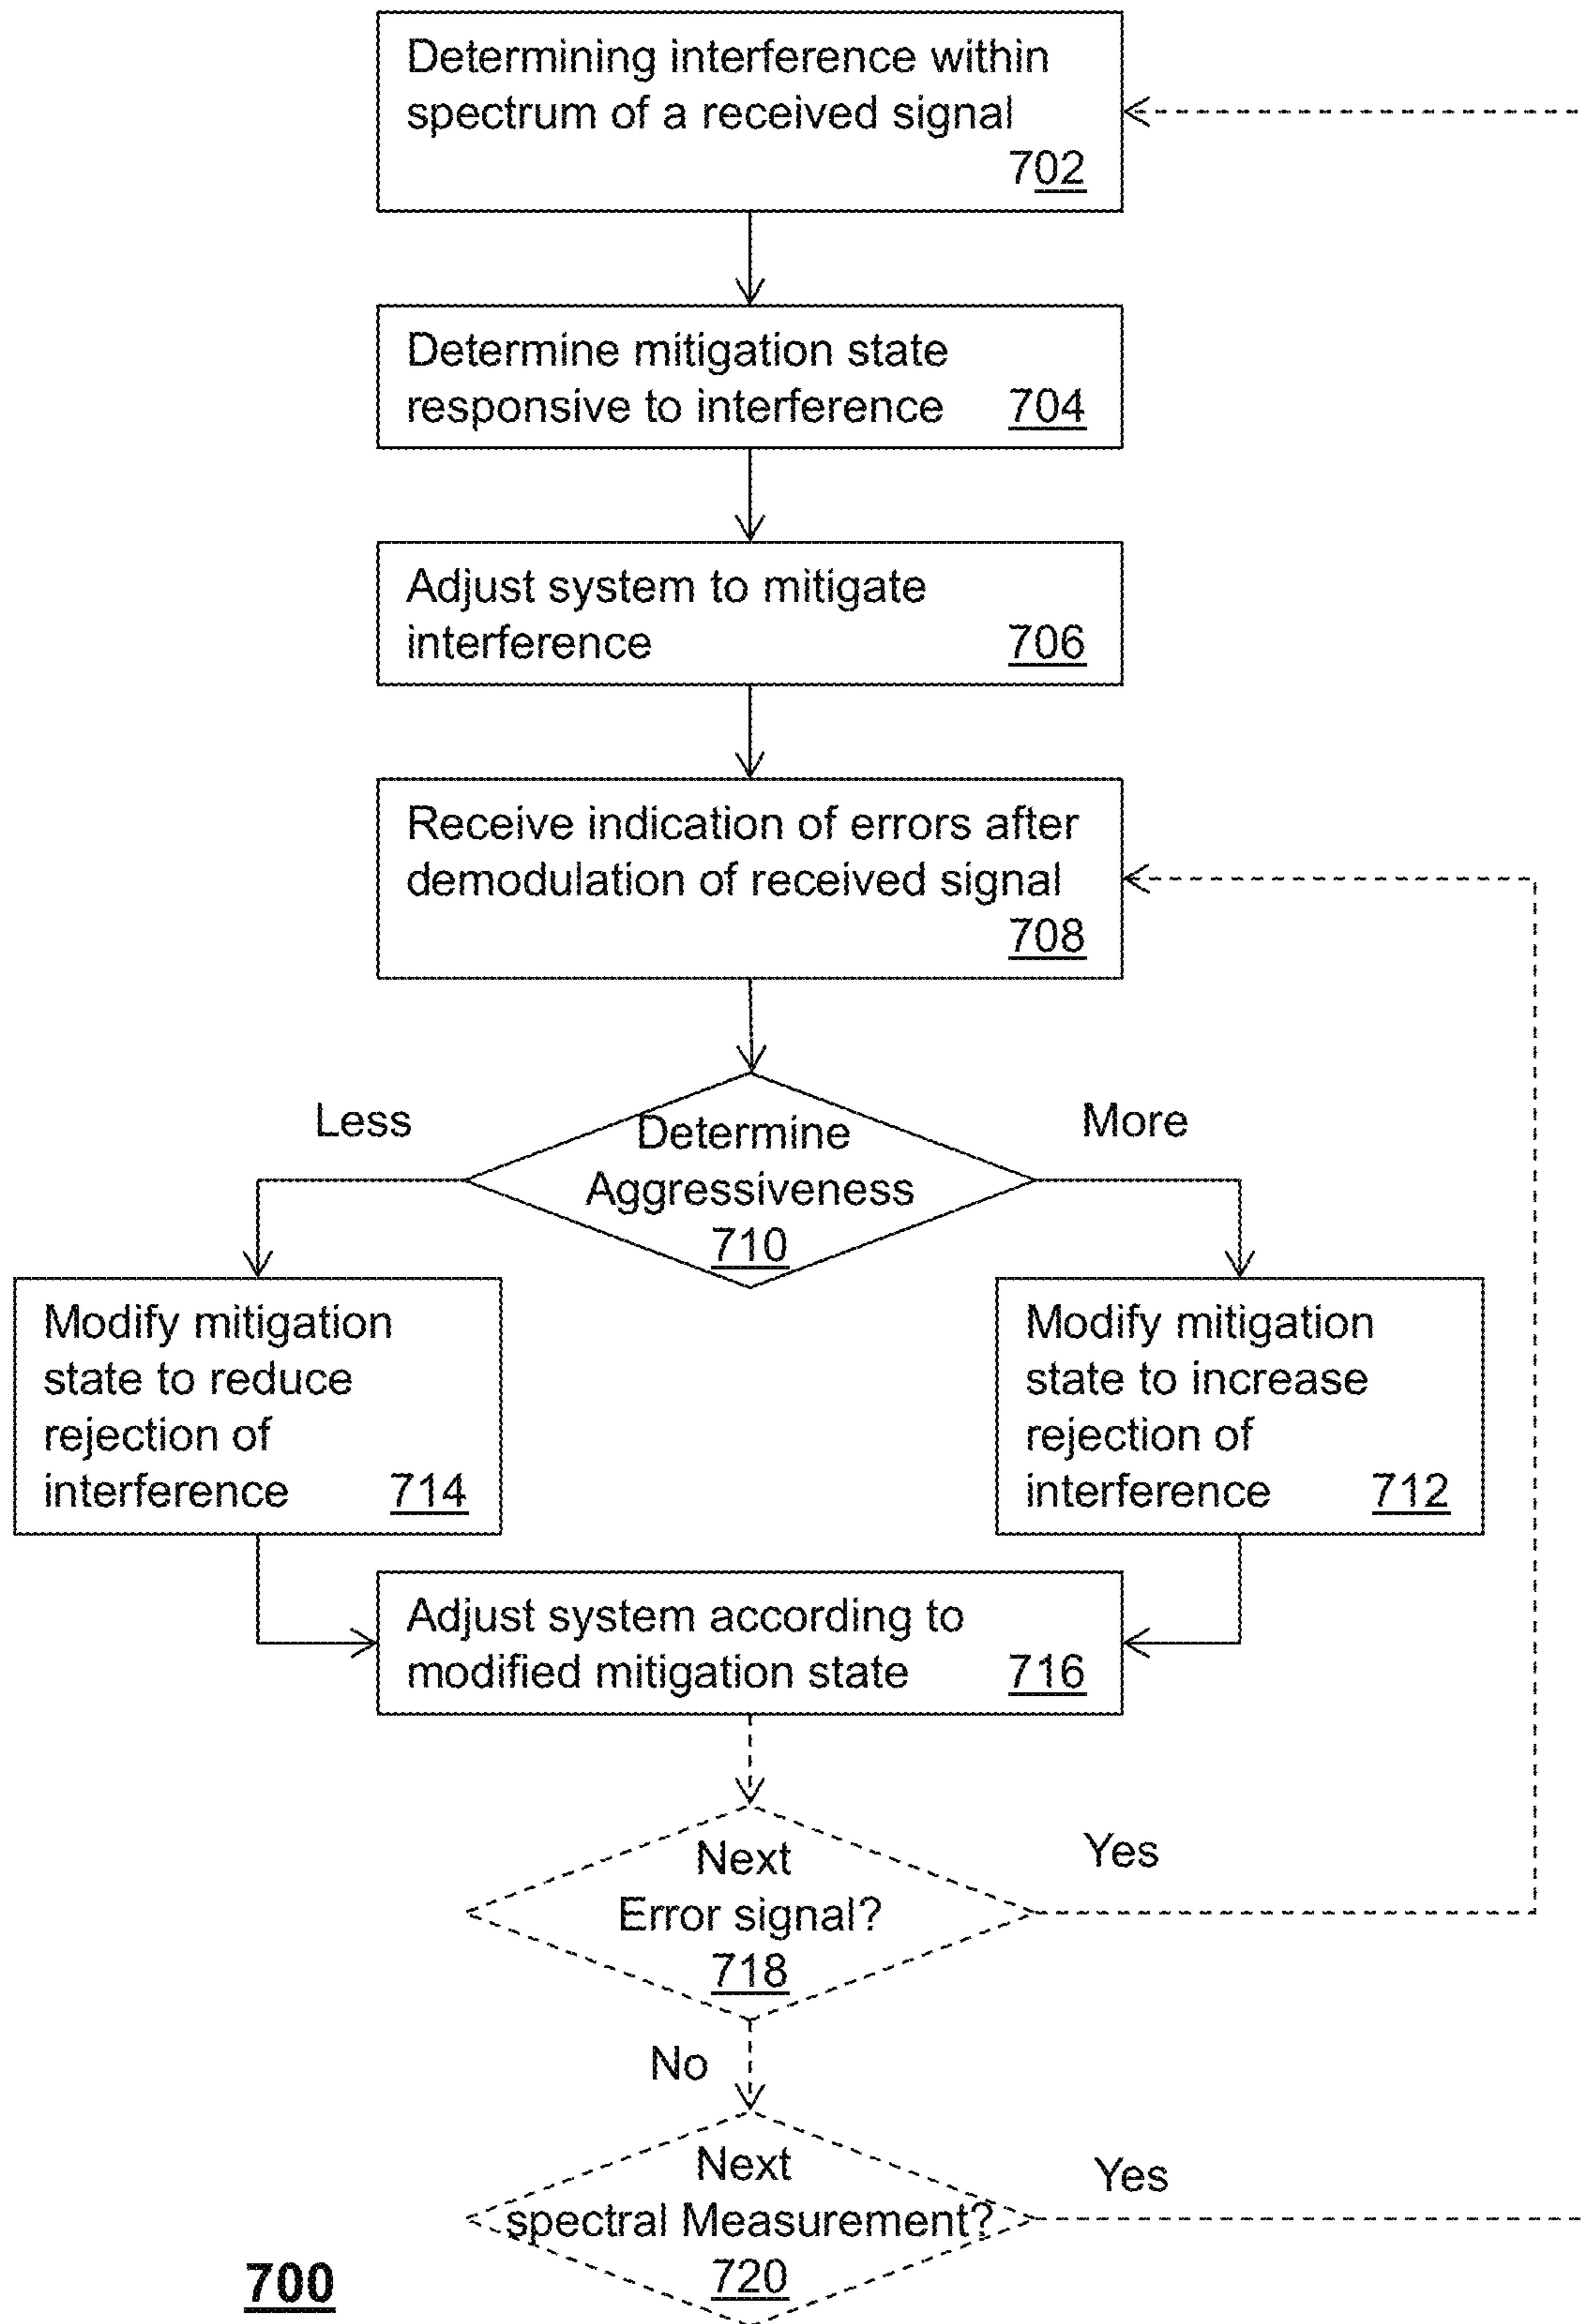 Determining interference within
spectrum of a received signal
702
Determine mitigation state
responsive to interference 704
Adjust system to mitigate
interference 706
Receive indication of errors after
demodulation of received signal
708
Less
More
Determine
Aggressiveness
710
Modify mitigation
state to reduce
rejection of
interference 714
Modify mitigation
state to increase
rejection of
interference 712
Adjust system according to
modified mitigation state 716
Next
Error signal?
718
Yes
No
Next
spectral Measurement?
720
Yes
700